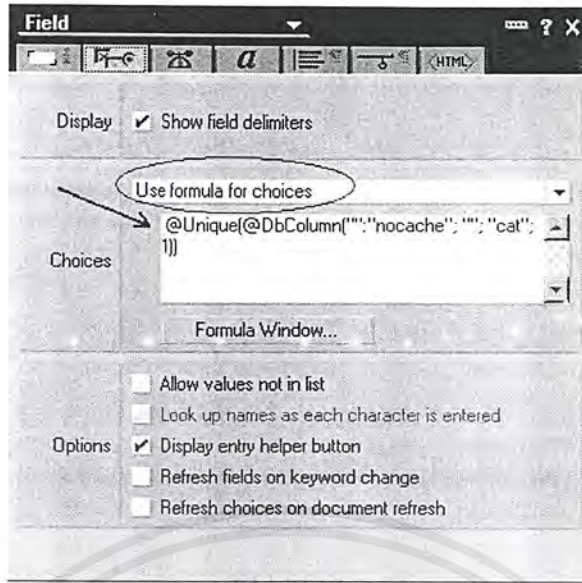 Field
? X
a <HTML>
Display Show field delimiters
Use formula for choices
Choices @Unique(@DbColumn("":"nocache"; ""; "cat";
1))
Formula Window...
Allow values not in list
Look up names as each character is entered
Options Display entry helper button
Refresh fields on keyword change
Refresh choices on document refresh